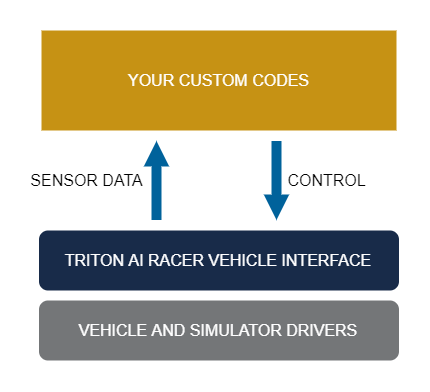 YOUR CUSTOM CODES
SENSOR DATA
CONTROL
TRITON AI RACER VEHICLE INTERFACE
VEHICLE AND SIMULATOR DRIVERS